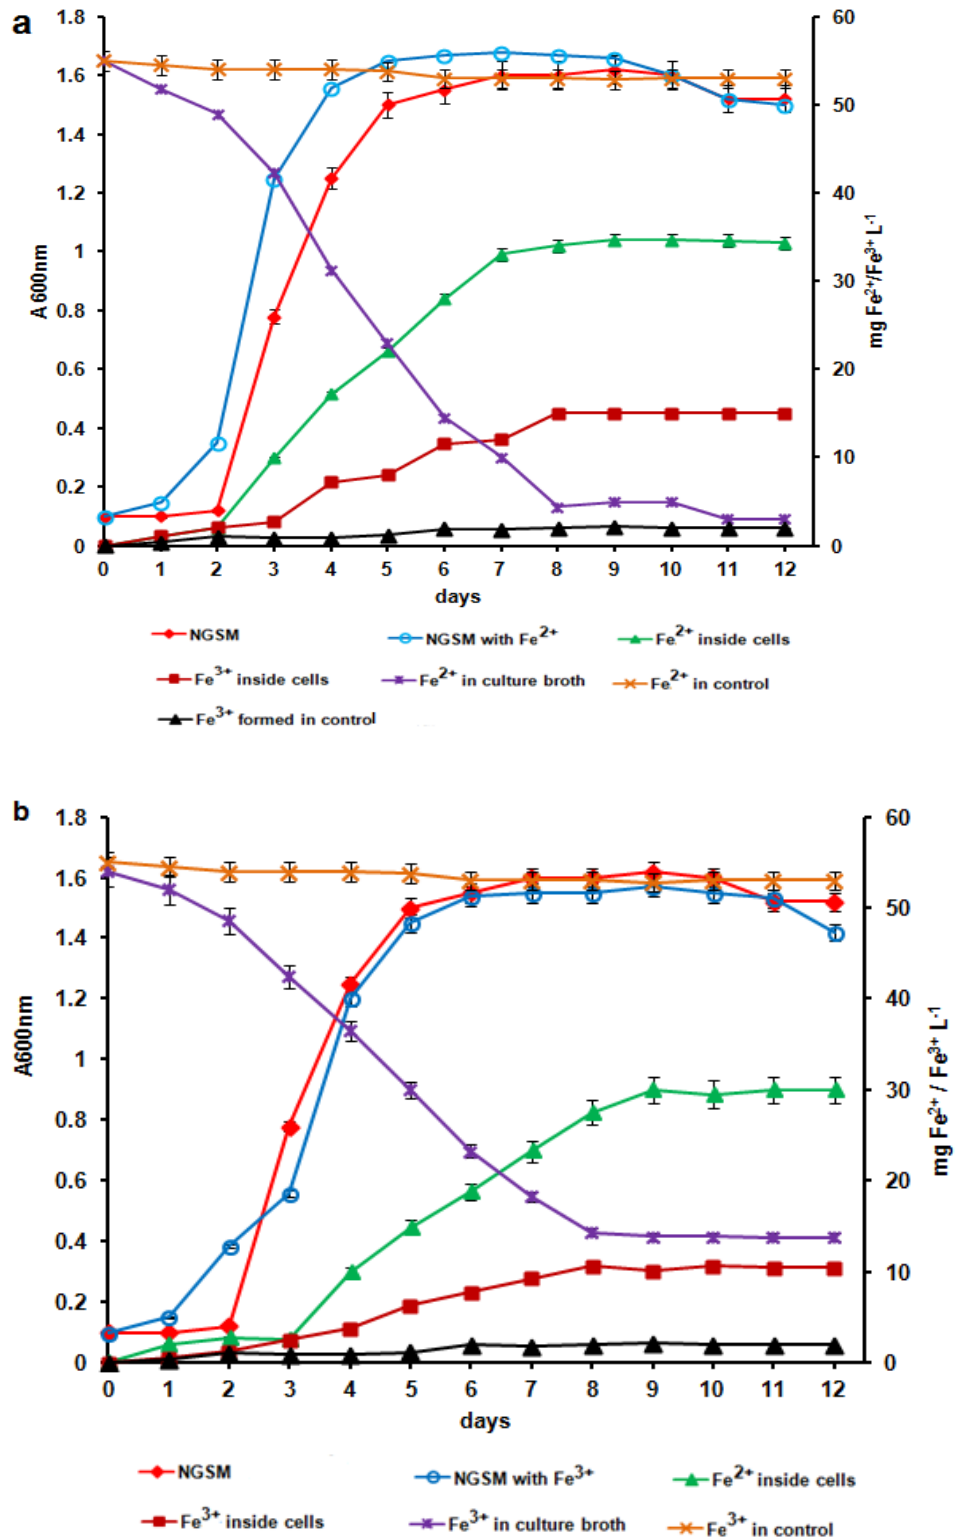 a
1.8 60
1.6
50
1.4
1.2 40
1
30
0.8
0.6 20
0.4
10
0.2
0 0
A 600nm
mg Fe²⁺/Fe³⁺ L⁻¹
0 1 2 3 4 5 6 7 8 9 10 11 12
days
NGSM NGSM with Fe²⁺ Fe²⁺ inside cells
Fe³⁺ inside cells Fe²⁺ in culture broth Fe²⁺ in control
Fe³⁺ formed in control
b
1.8 60
1.6
50
1.4
1.2 40
1
30
0.8
0.6 20
0.4
10
0.2
0 0
A600nm
mg Fe²⁺ / Fe³⁺ L⁻¹
0 1 2 3 4 5 6 7 8 9 10 11 12
days
NGSM NGSM with Fe³⁺ Fe²⁺ inside cells
Fe³⁺ inside cells Fe³⁺ in culture broth Fe³⁺ in control